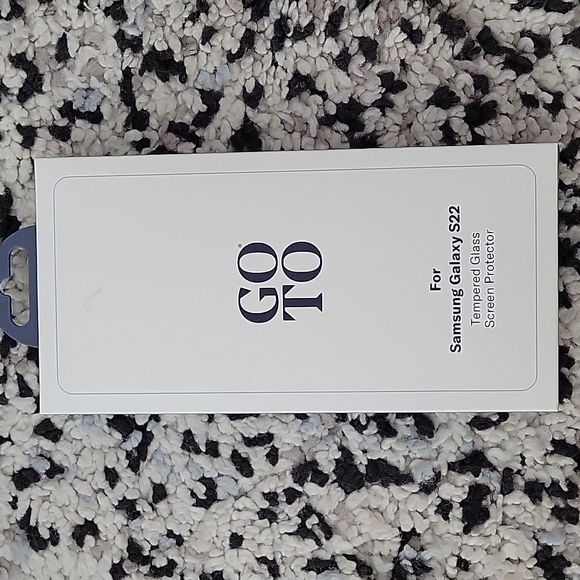 GO®
TO
For
Samsung Galaxy S22
Tempered Glass
Screen Protector